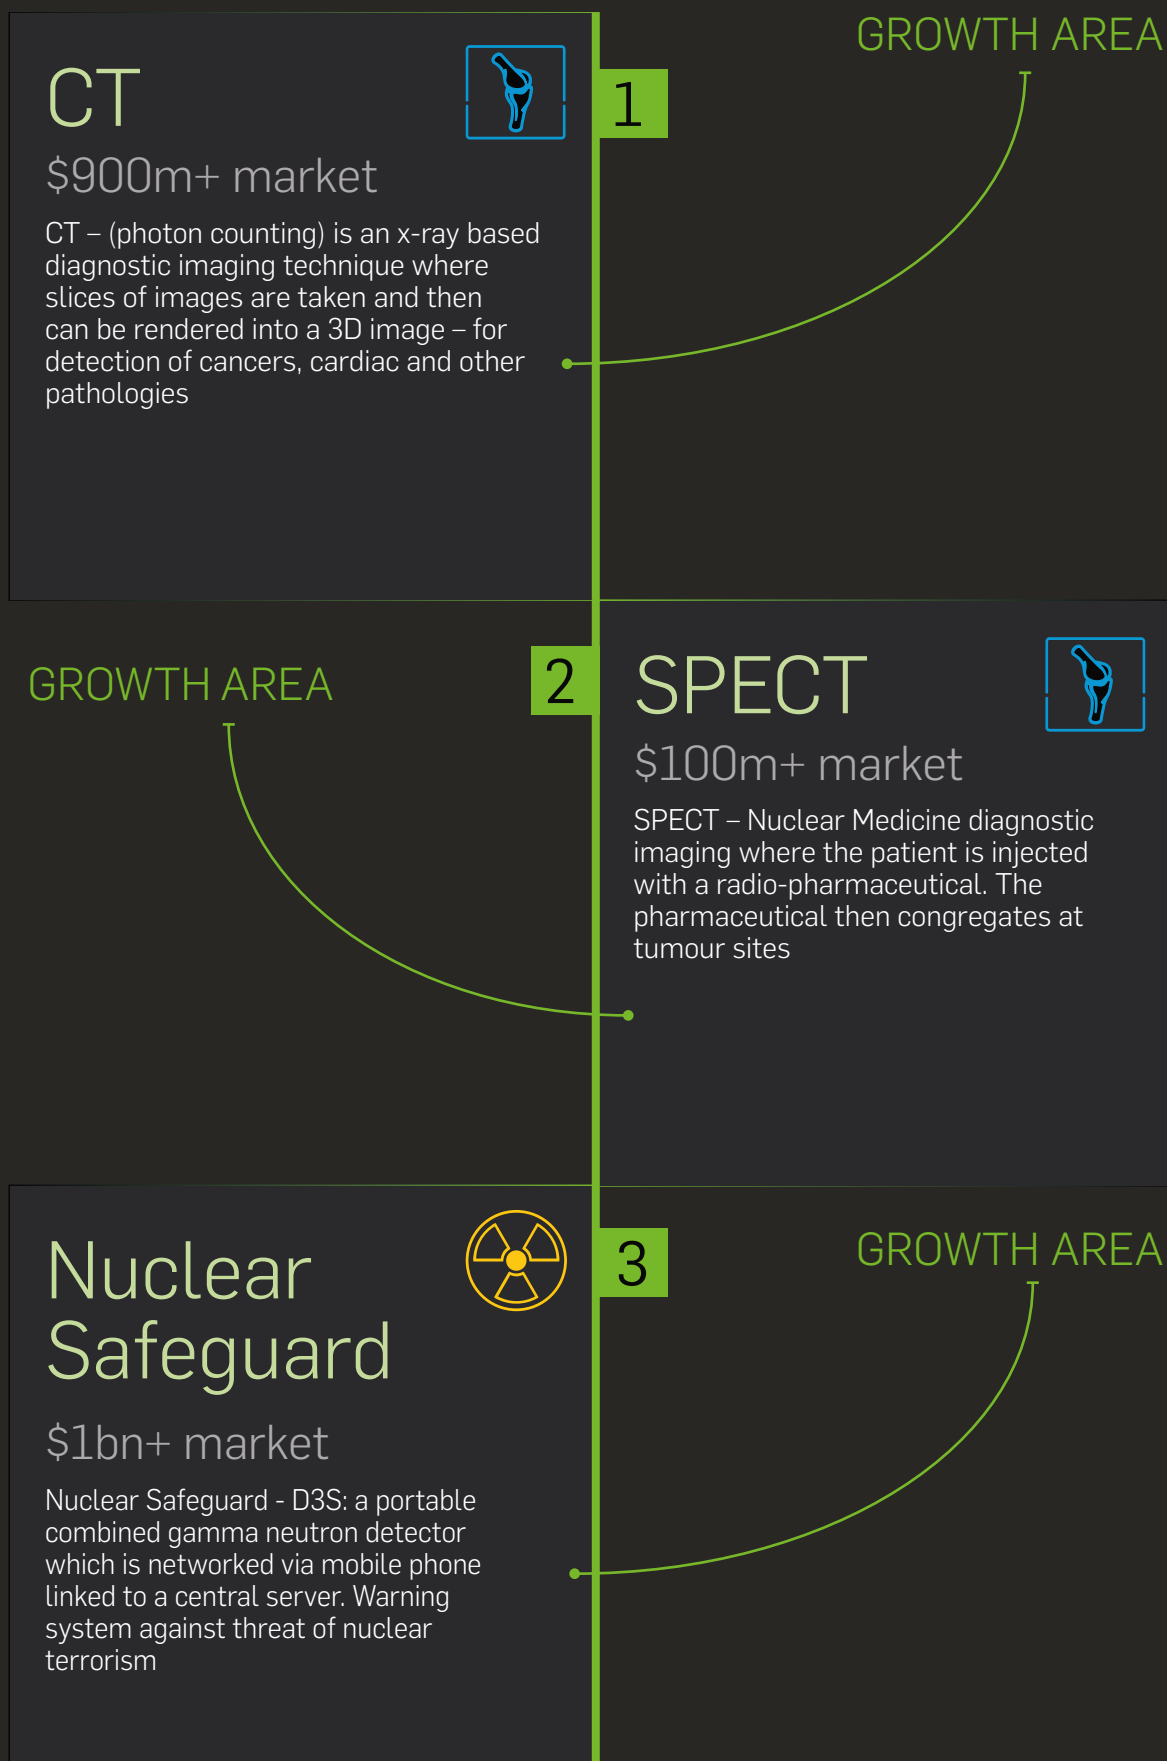 GROWTH AREA
CT
1
$900m+ market
CT – (photon counting) is an x-ray based
diagnostic imaging technique where
slices of images are taken and then
can be rendered into a 3D image – for
detection of cancers, cardiac and other
pathologies
GROWTH AREA
2
SPECT
$100m+ market
SPECT – Nuclear Medicine diagnostic
imaging where the patient is injected
with a radio-pharmaceutical. The
pharmaceutical then congregates at
tumour sites
Nuclear
Safeguard
3
GROWTH AREA
$1bn+ market
Nuclear Safeguard - D3S: a portable
combined gamma neutron detector
which is networked via mobile phone
linked to a central server. Warning
system against threat of nuclear
terrorism